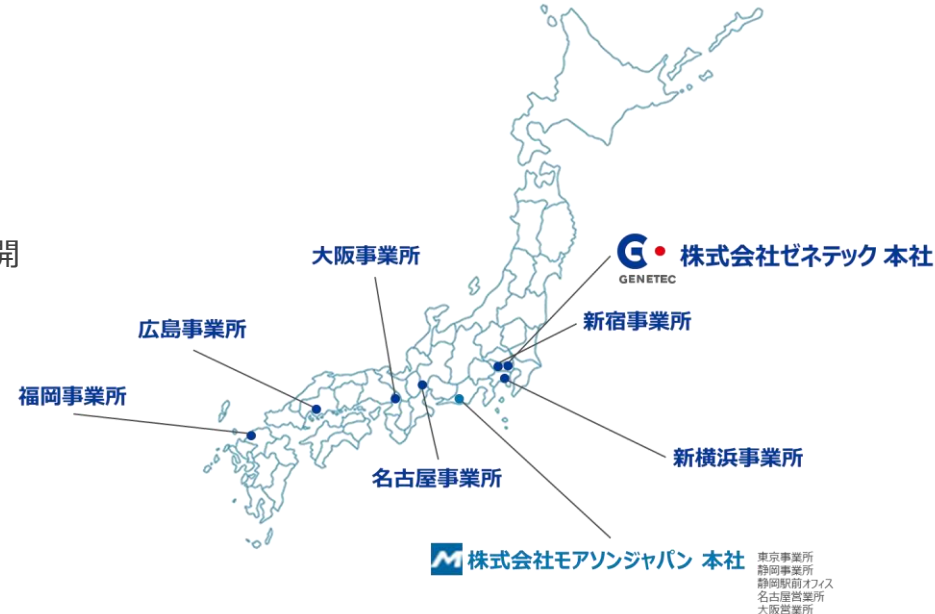 開
大阪事業所
G
GENETEC
株式会社ゼネテック 本社
広島事業所
新宿事業所
福岡事業所
名古屋事業所
新横浜事業所
M 株式会社モアソンジャパン 本社
東京事業所
静岡事業所
静岡駅前オフィス
名古屋営業所
大阪営業所